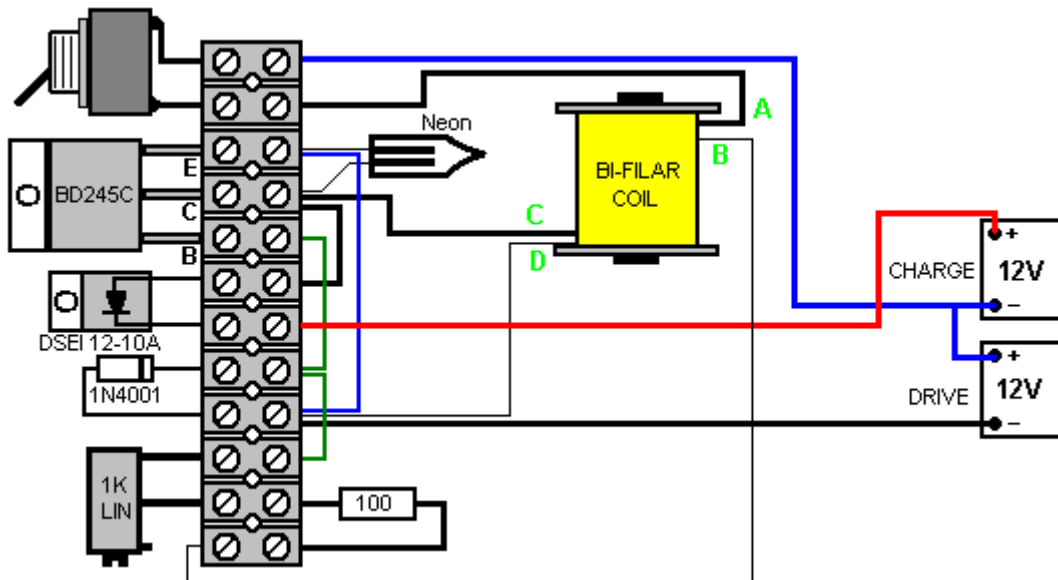 Neon
A
B
BI-FILAR
COIL
C
D
E
BD245C
C
B
DSEI 12-10A
1N4001
1K
LIN
100
CHARGE
+
12V
−
DRIVE
+
12V
−